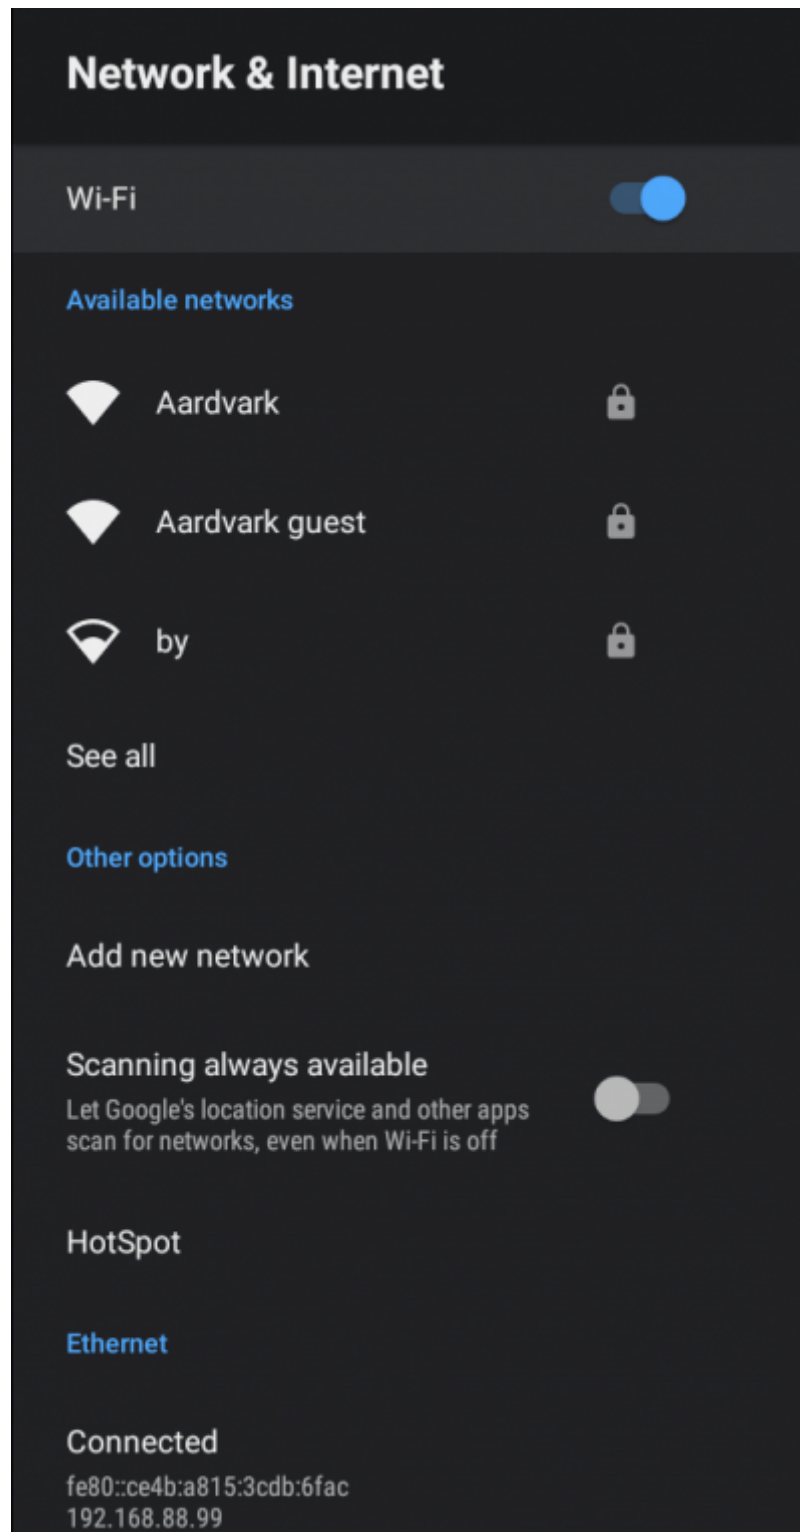 Network & Internet
Wi-Fi
Available networks
Aardvark
Aardvark guest
by
See all
Other options
Add new network
Scanning always available
Let Google's location service and other apps
scan for networks, even when Wi-Fi is off
HotSpot
Ethernet
Connected
fe80::ce4b:a815:3cdb:6fac
192.168.88.99